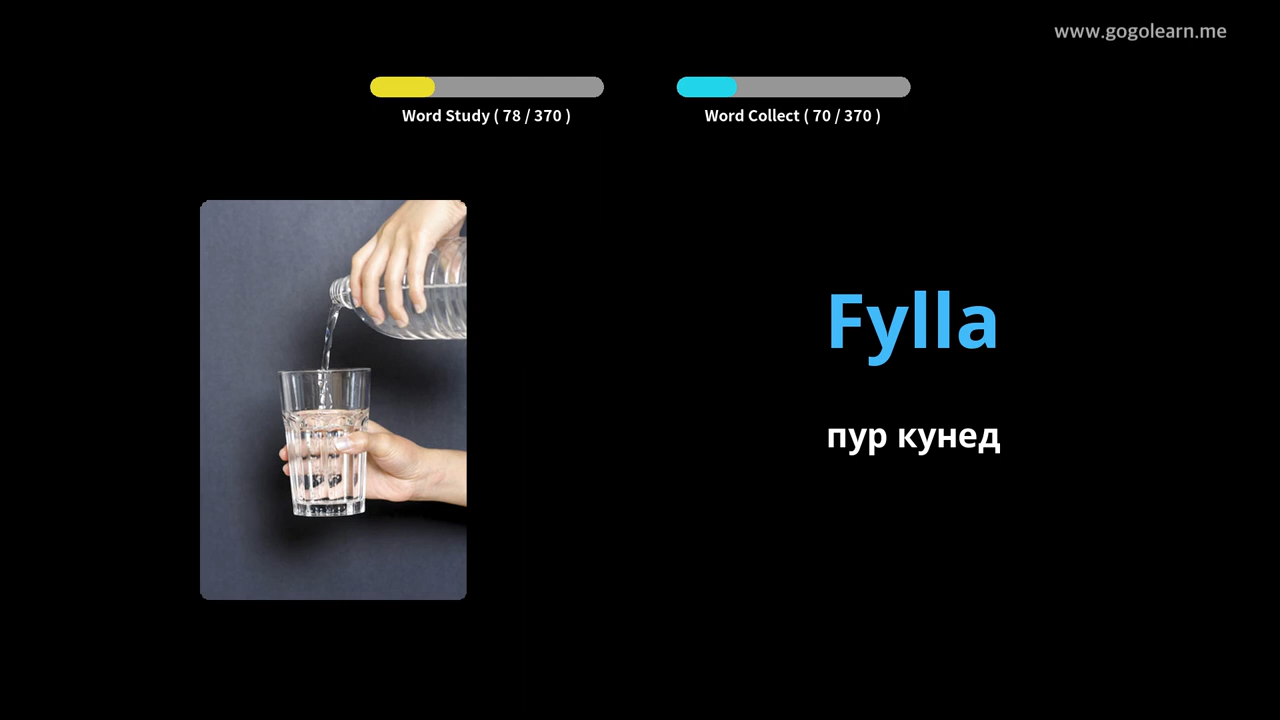 www.gogolearn.me
Word Study ( 78 / 370 )
Word Collect ( 70 / 370 )
Fylla
пур кунед